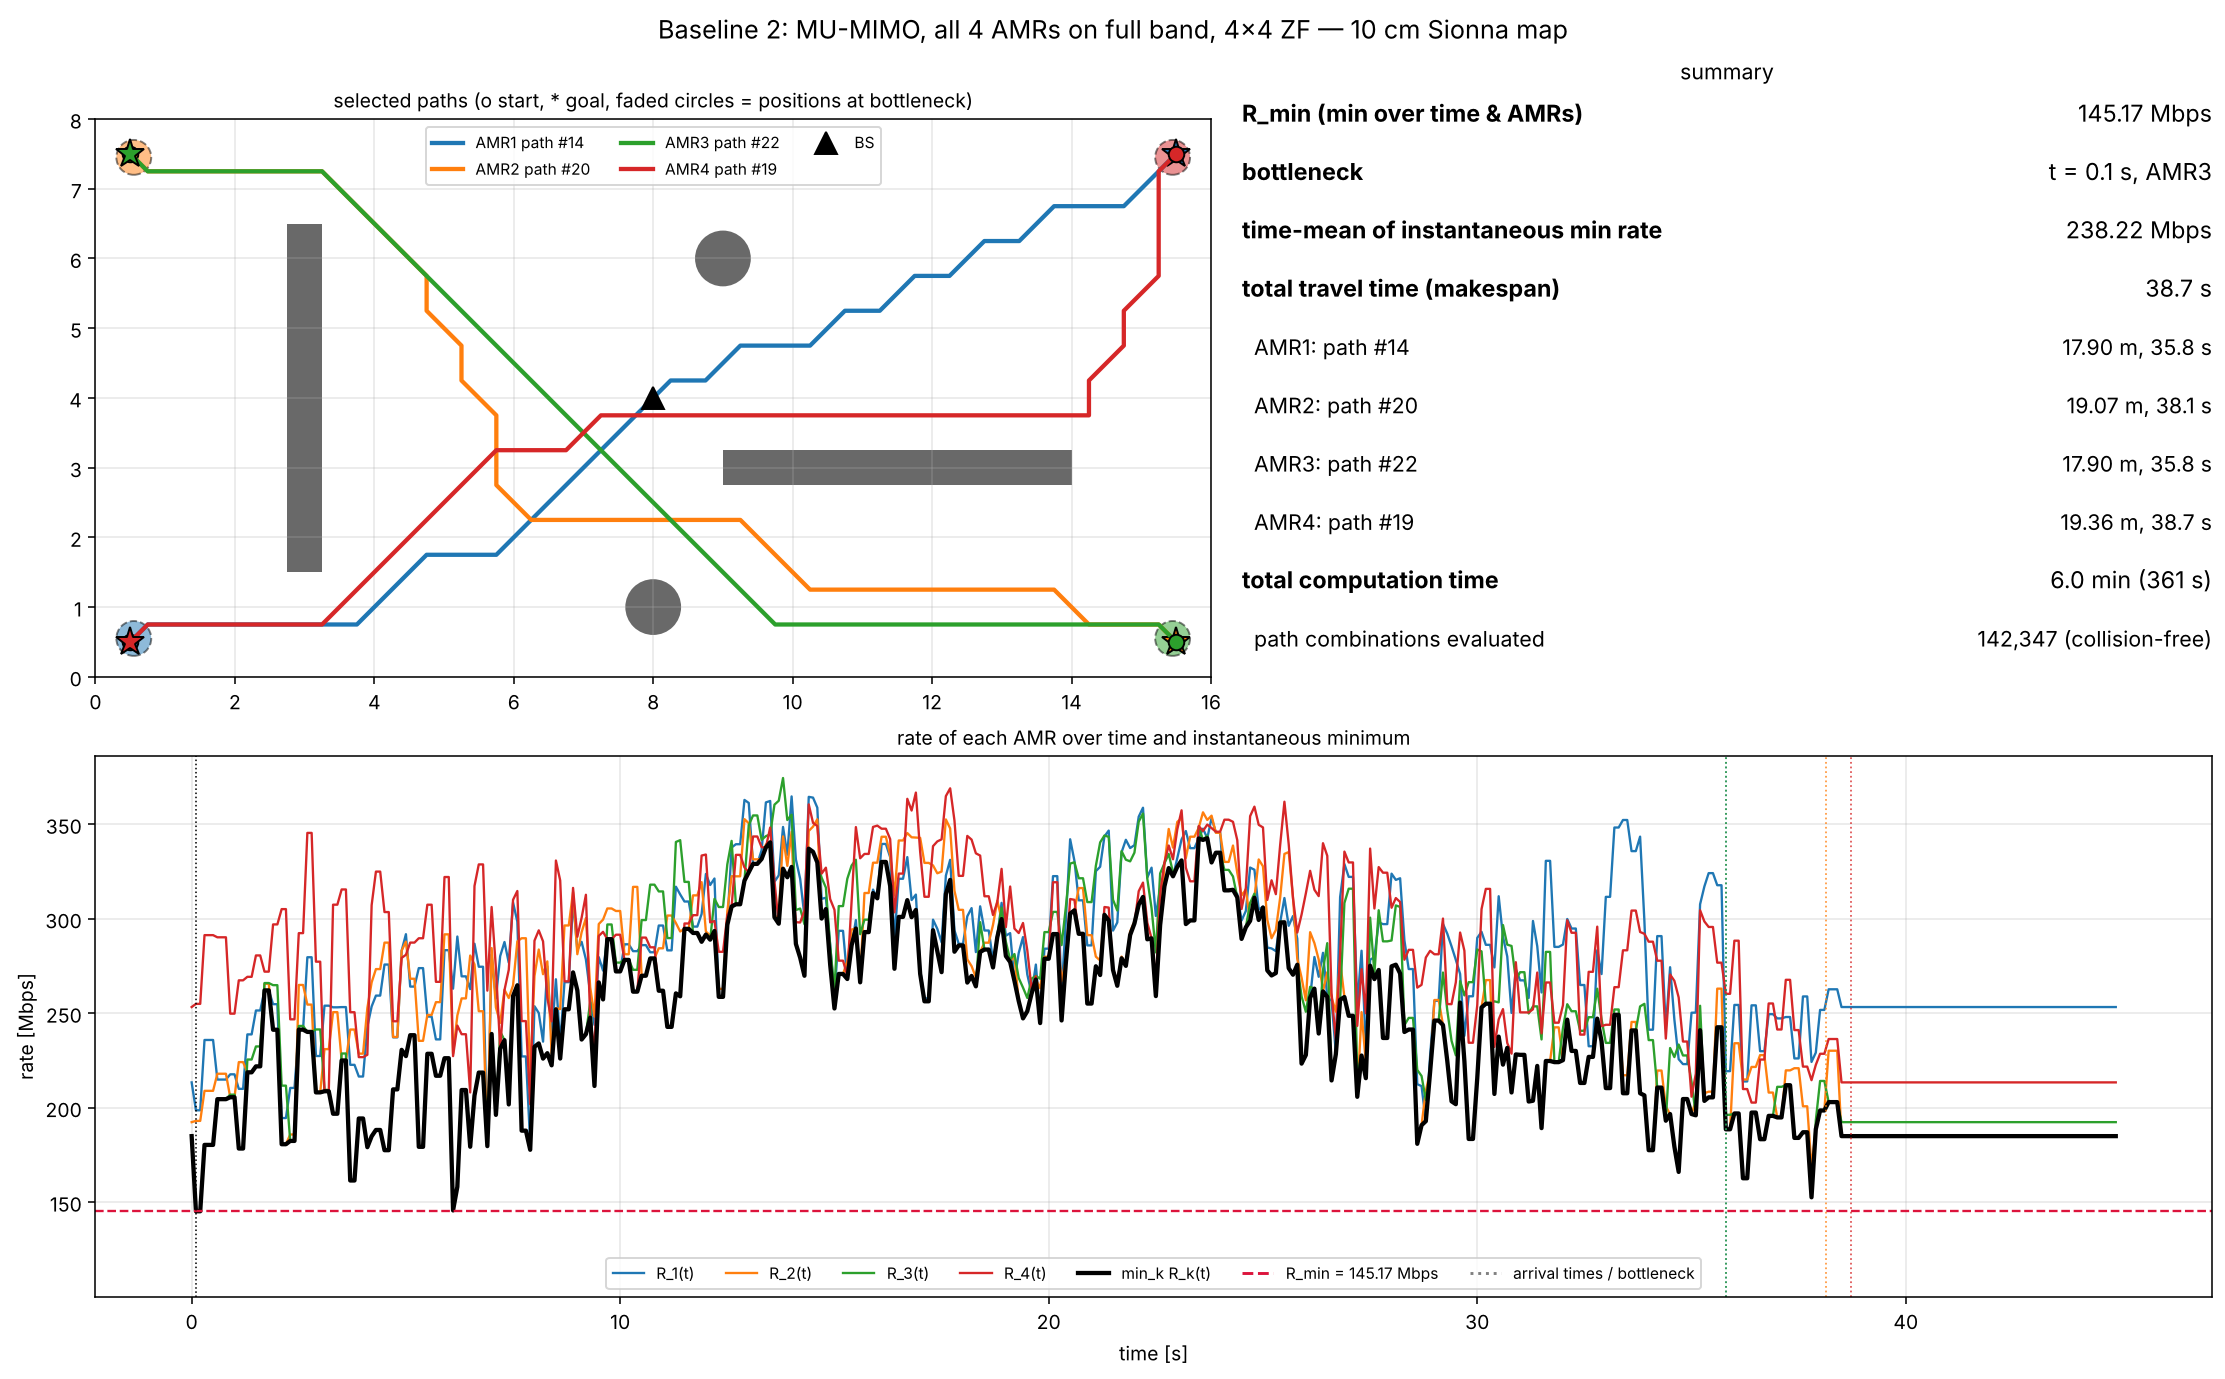 Baseline 2: MU-MIMO, all 4 AMRs on full band, 4×4 ZF — 10 cm Sionna map
selected paths (o start, * goal, faded circles = positions at bottleneck)
AMR1 path #14
AMR2 path #20
AMR3 path #22
AMR4 path #19
BS
8
7
6
5
4
3
2
1
0
0 2 4 6 8 10 12 14 16
summary
R_min (min over time & AMRs) 145.17 Mbps
bottleneck t = 0.1 s, AMR3
time-mean of instantaneous min rate 238.22 Mbps
total travel time (makespan) 38.7 s
AMR1: path #14 17.90 m, 35.8 s
AMR2: path #20 19.07 m, 38.1 s
AMR3: path #22 17.90 m, 35.8 s
AMR4: path #19 19.36 m, 38.7 s
total computation time 6.0 min (361 s)
path combinations evaluated 142,347 (collision-free)
rate of each AMR over time and instantaneous minimum
rate [Mbps]
350
300
250
200
150
R_1(t) R_2(t) R_3(t) R_4(t) min_k R_k(t) R_min = 145.17 Mbps arrival times / bottleneck
0 10 20 30 40
time [s]